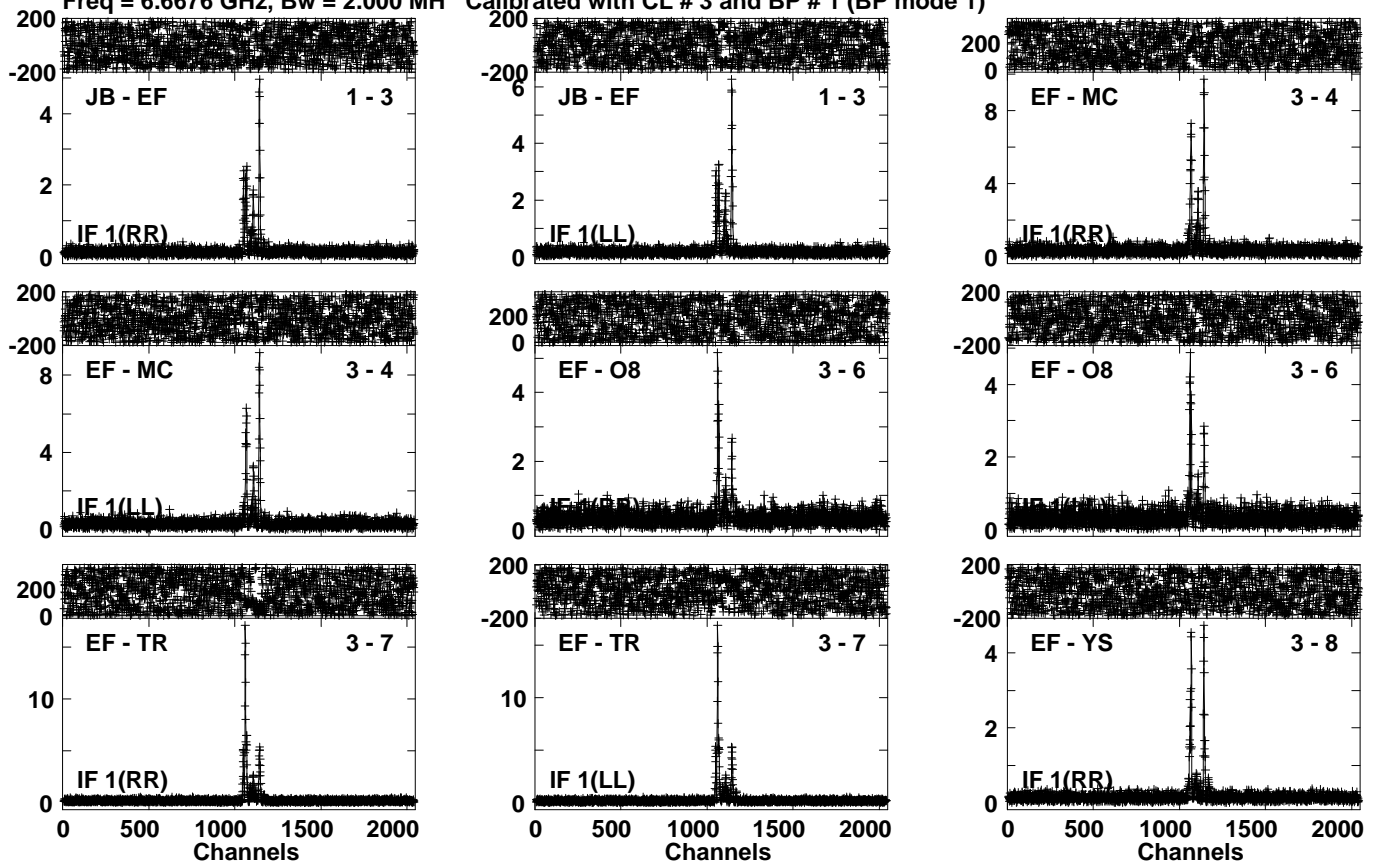 Freq = 6.6676 GHz, Bw = 2.000 MH Calibrated with CL # 3 and BP # 1 (BP mode 1)
200
-200
JB - EF 1 - 3
4
2
0
IF 1(RR)
200
-200
JB - EF 1 - 3
6
4
2
0
IF 1(LL)
200
0
EF - MC 3 - 4
8
4
0
IF 1(RR)
200
-200
EF - MC 3 - 4
8
4
0
IF 1(LL)
200
0
EF - O8 3 - 6
4
2
0
IF 1(RR)
200
-200
EF - O8 3 - 6
4
2
0
200
0
EF - TR 3 - 7
10
0
IF 1(RR)
0 500 1000 1500 2000
Channels
200
-200
EF - TR 3 - 7
10
0
IF 1(LL)
0 500 1000 1500 2000
Channels
200
-200
EF - YS 3 - 8
4
2
0
IF 1(RR)
0 500 1000 1500 2000
Channels